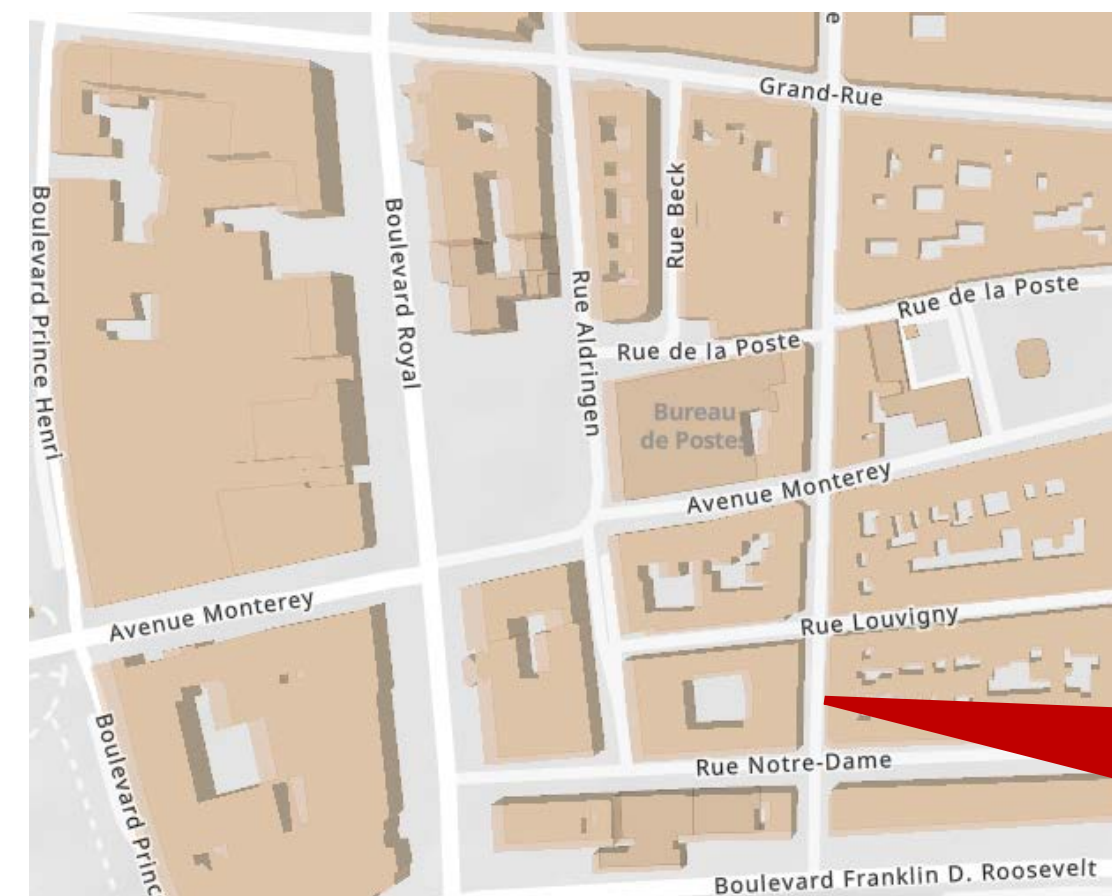 Grand-Rue
Rue Beck
Boulevard Prince Henri
Boulevard Royal
Rue Aldringen
Rue de la Poste
Rue de la Poste
Bureau
de Postes
Avenue Monterey
Avenue Monterey
Rue Louvigny
Boulevard Princ
Rue Notre-Dame
Boulevard Franklin D. Roosevelt